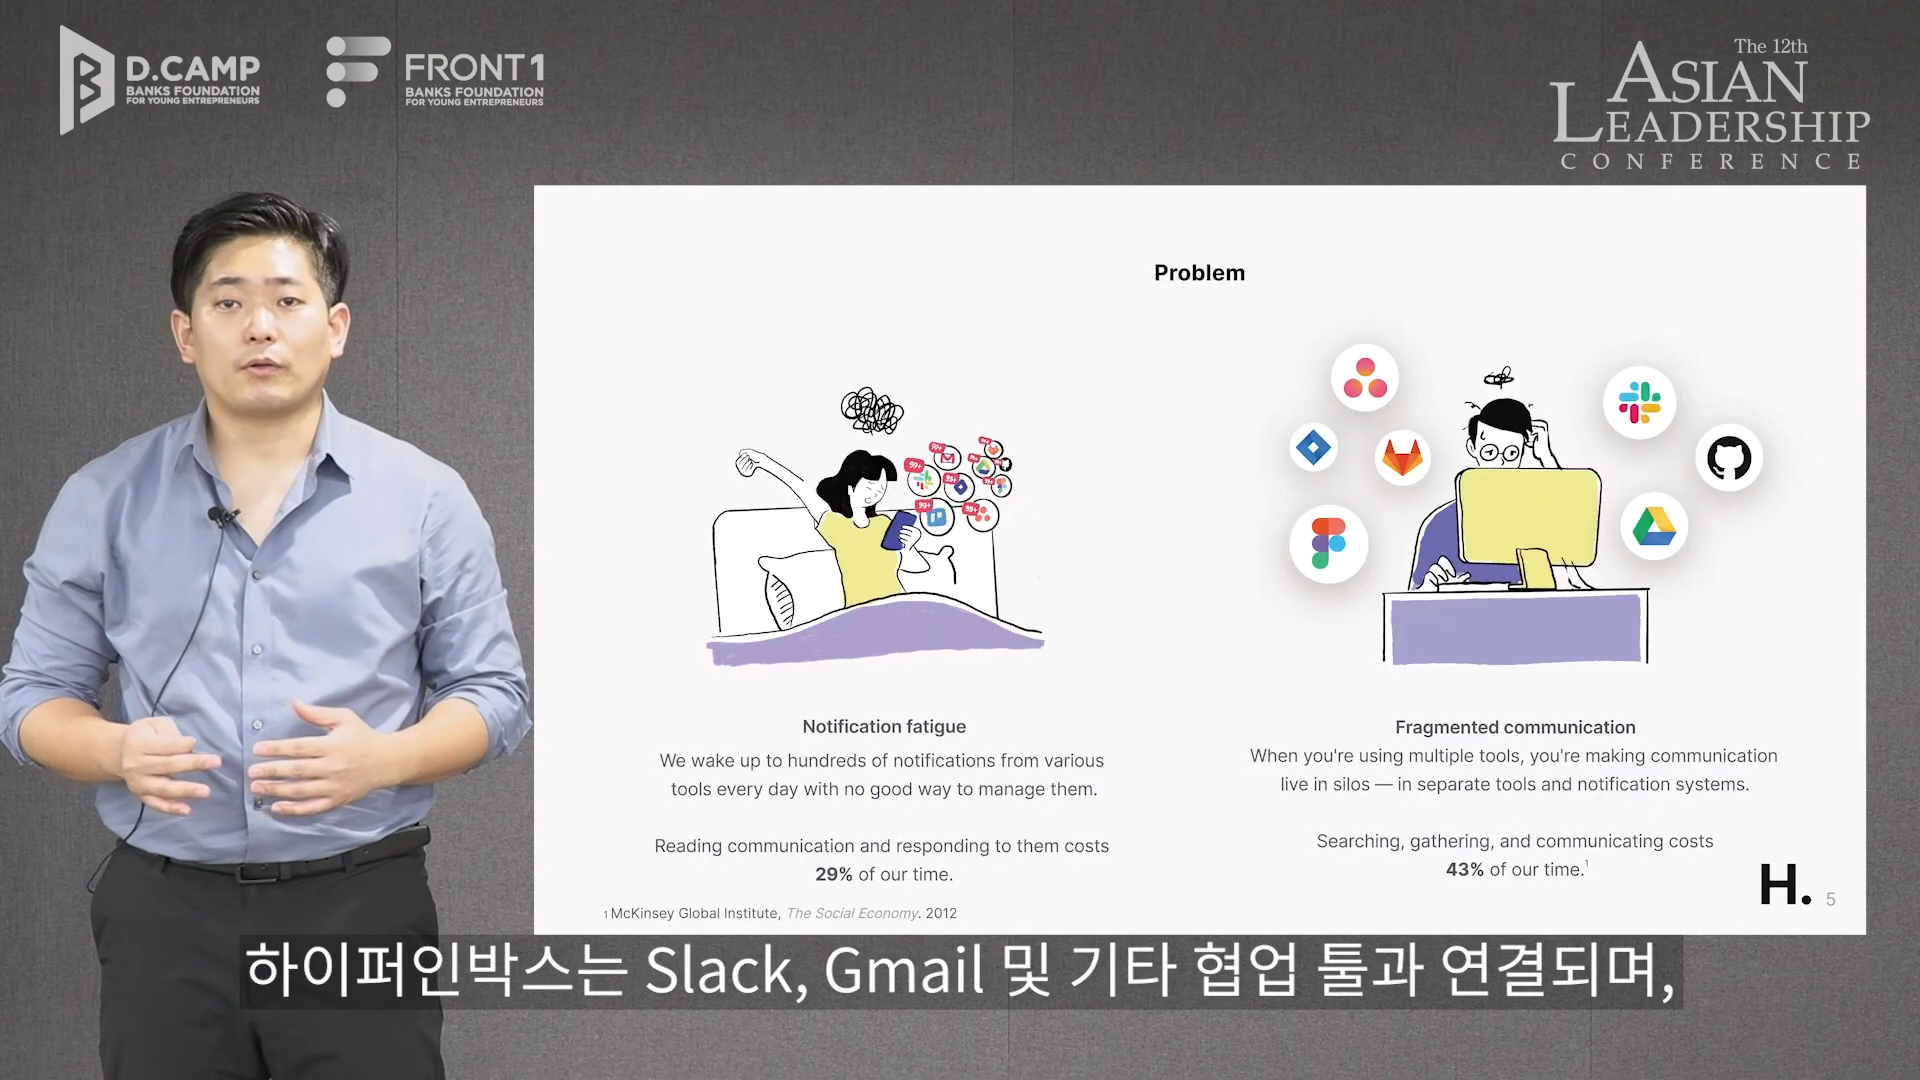 D.CAMP
BANKS FOUNDATION
FOR YOUNG ENTREPRENEURS
FRONT1
BANKS FOUNDATION
FOR YOUNG ENTREPRENEURS
The 12th
ASIAN
LEADERSHIP
CONFERENCE
Problem
99+
99+
99+
99+
99+
Notification fatigue
We wake up to hundreds of notifications from various
tools every day with no good way to manage them.
Reading communication and responding to them costs
29% of our time.
Fragmented communication
When you're using multiple tools, you're making communication
live in silos — in separate tools and notification systems.
Searching, gathering, and communicating costs
43% of our time.1
1 McKinsey Global Institute, The Social Economy. 2012
H.
5
하이퍼인박스는 Slack, Gmail 및 기타 협업 툴과 연결되며,